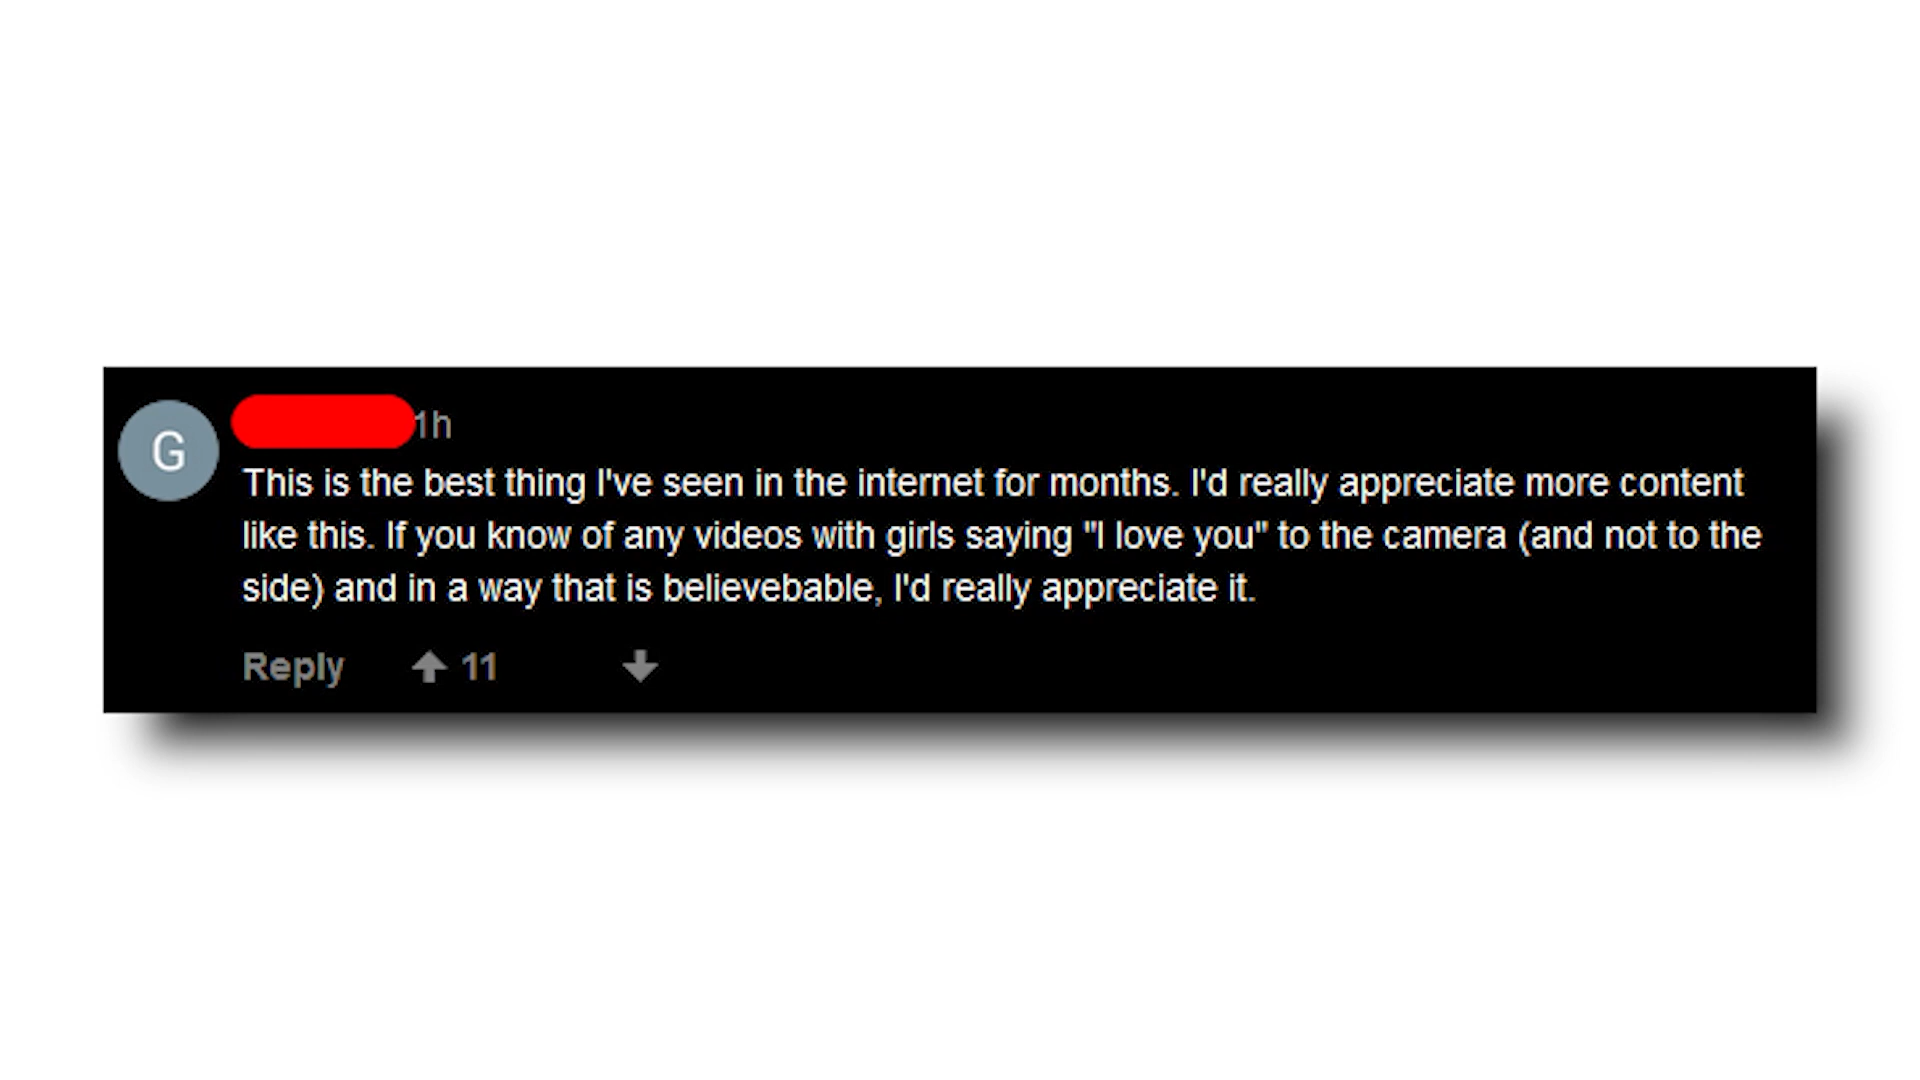 G
1h
This is the best thing I've seen in the internet for months. I'd really appreciate more content
like this. If you know of any videos with girls saying "I love you" to the camera (and not to the
side) and in a way that is believebable, I'd really appreciate it.
Reply 11